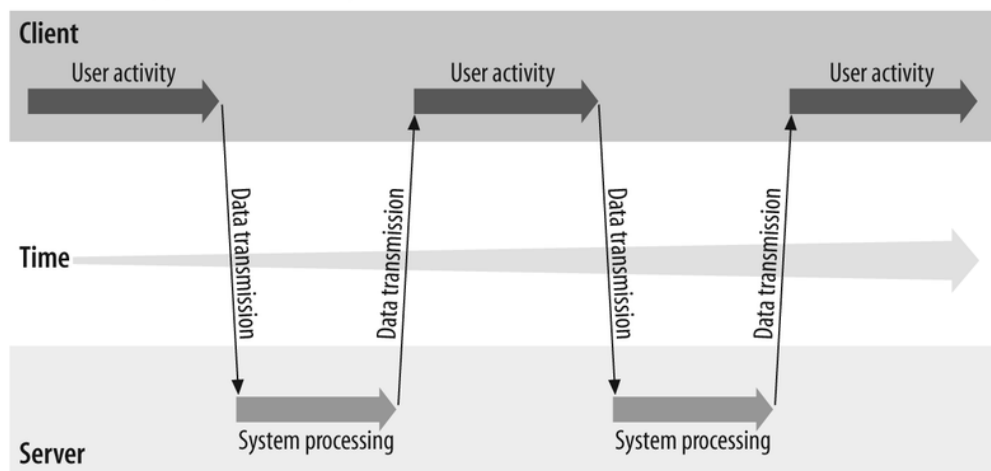 Client
User activity
User activity
User activity
Data transmission
Data transmission
Data transmission
Data transmission
Time
System processing
System processing
Server